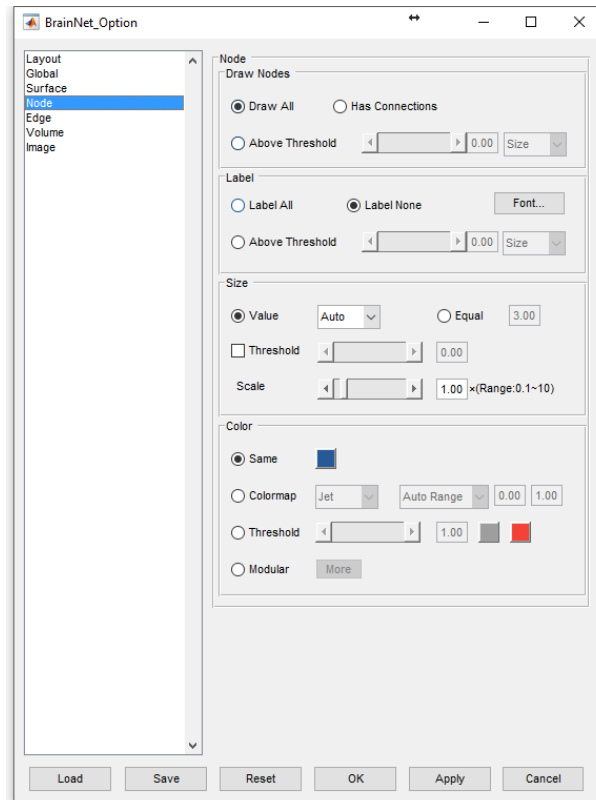 BrainNet_Option
Layout
Global
Surface
Node
Edge
Volume
Image
Node
Draw Nodes
Draw All Has Connections
Above Threshold 0.00 Size
Label
Label All Label None Font...
Above Threshold 0.00 Size
Size
Value Auto Equal 3.00
Threshold 0.00
Scale 1.00 ×(Range:0.1~10)
Color
Same
Colormap Jet Auto Range 0.00 1.00
Threshold 1.00
Modular More
Load Save Reset OK Apply Cancel